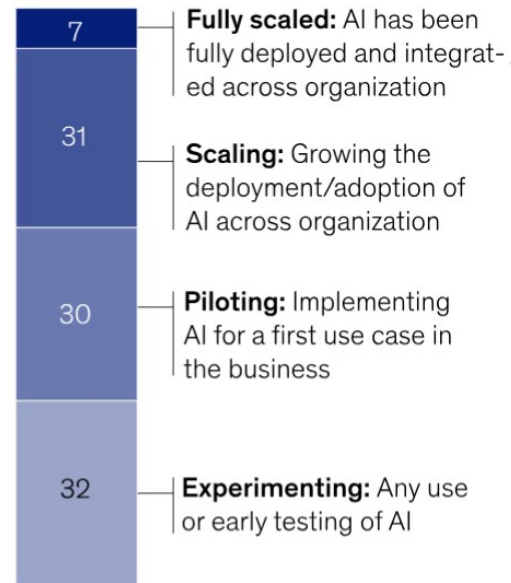 7
Fully scaled: AI has been
fully deployed and integrat-
ed across organization
31
Scaling: Growing the
deployment/adoption of
AI across organization
30
Piloting: Implementing
AI for a first use case in
the business
32
Experimenting: Any use
or early testing of AI